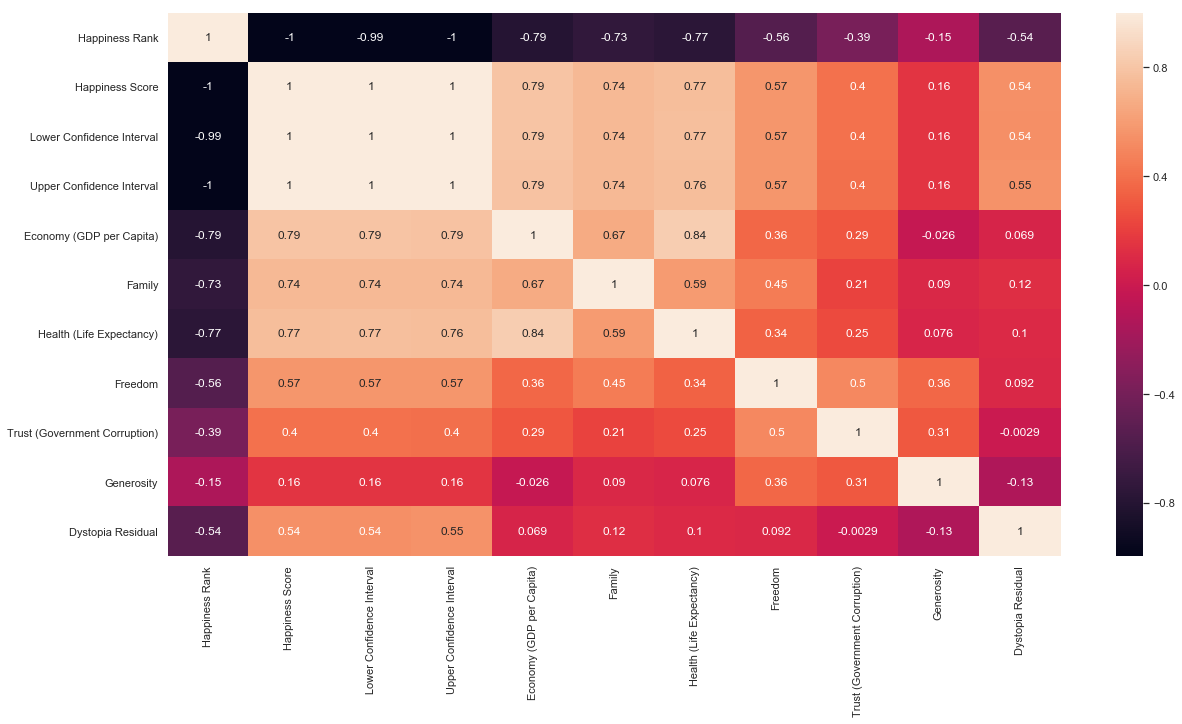 Happiness Rank 1 -1 -0.99 -1 -0.79 -0.73 -0.77 -0.56 -0.39 -0.15 -0.54
Happiness Score -1 1 1 1 0.79 0.74 0.77 0.57 0.4 0.16 0.54
Lower Confidence Interval -0.99 1 1 1 0.79 0.74 0.77 0.57 0.4 0.16 0.54
Upper Confidence Interval -1 1 1 1 0.79 0.74 0.76 0.57 0.4 0.16 0.55
Economy (GDP per Capita) -0.79 0.79 0.79 0.79 1 0.67 0.84 0.36 0.29 -0.026 0.069
Family -0.73 0.74 0.74 0.74 0.67 1 0.59 0.45 0.21 0.09 0.12
Health (Life Expectancy) -0.77 0.77 0.77 0.76 0.84 0.59 1 0.34 0.25 0.076 0.1
Freedom -0.56 0.57 0.57 0.57 0.36 0.45 0.34 1 0.5 0.36 0.092
Trust (Government Corruption) -0.39 0.4 0.4 0.4 0.29 0.21 0.25 0.5 1 0.31 -0.0029
Generosity -0.15 0.16 0.16 0.16 -0.026 0.09 0.076 0.36 0.31 1 -0.13
Dystopia Residual -0.54 0.54 0.54 0.55 0.069 0.12 0.1 0.092 -0.0029 -0.13 1
Happiness Rank
Happiness Score
Lower Confidence Interval
Upper Confidence Interval
Economy (GDP per Capita)
Family
Health (Life Expectancy)
Freedom
Trust (Government Corruption)
Generosity
Dystopia Residual
0.8
0.4
0.0
−0.4
−0.8